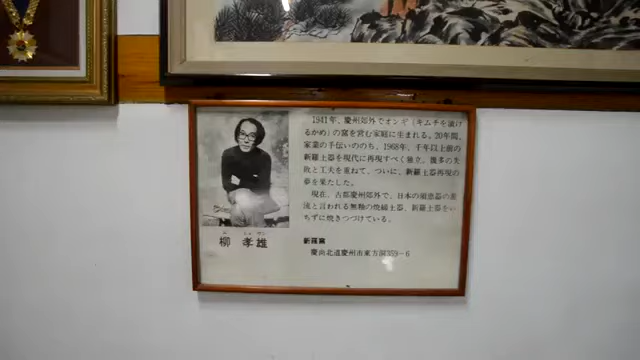 1941年、慶州郊外でオンギ（キムチを漬け
るかめ）の窯を営む家庭に生まれる。20年間、
家業の手伝いののち、1968年、千年以上前の
新羅土器を現代に再現すべく独立。幾多の失
敗と工夫を重ねて、ついに、新羅土器再現の
夢を果たした。
現在、古都慶州郊外で、日本の須恵器の源
流と言われる無釉の焼締土器、新羅土器をい
ちずに焼きつづけている。
柳 孝雄
新羅窯
慶尚北道慶州市東方洞359-6